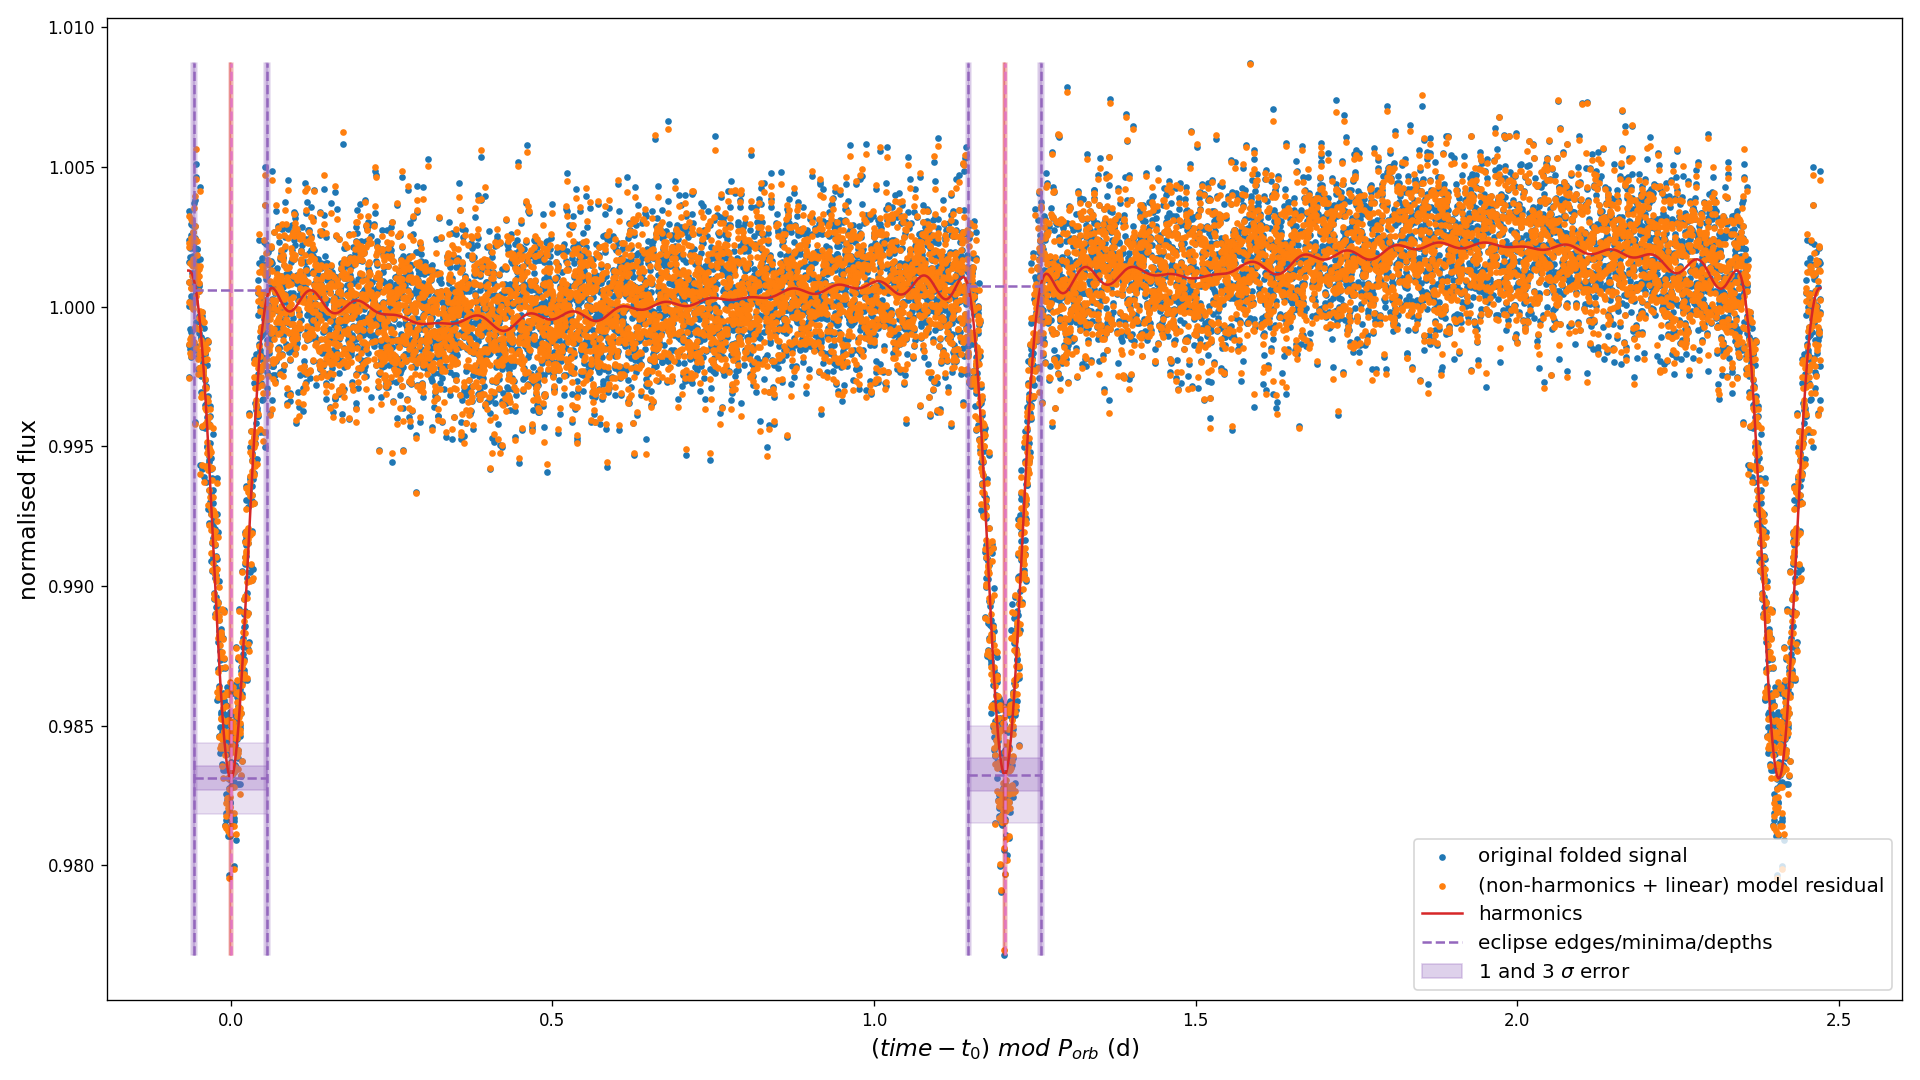 1.010
1.005
1.000
0.995
0.990
0.985
0.980
normalised flux
original folded signal
(non-harmonics + linear) model residual
harmonics
eclipse edges/minima/depths
1 and 3 σ error
0.0 0.5 1.0 1.5 2.0 2.5
(time − t₀) mod Pₒᵣb (d)